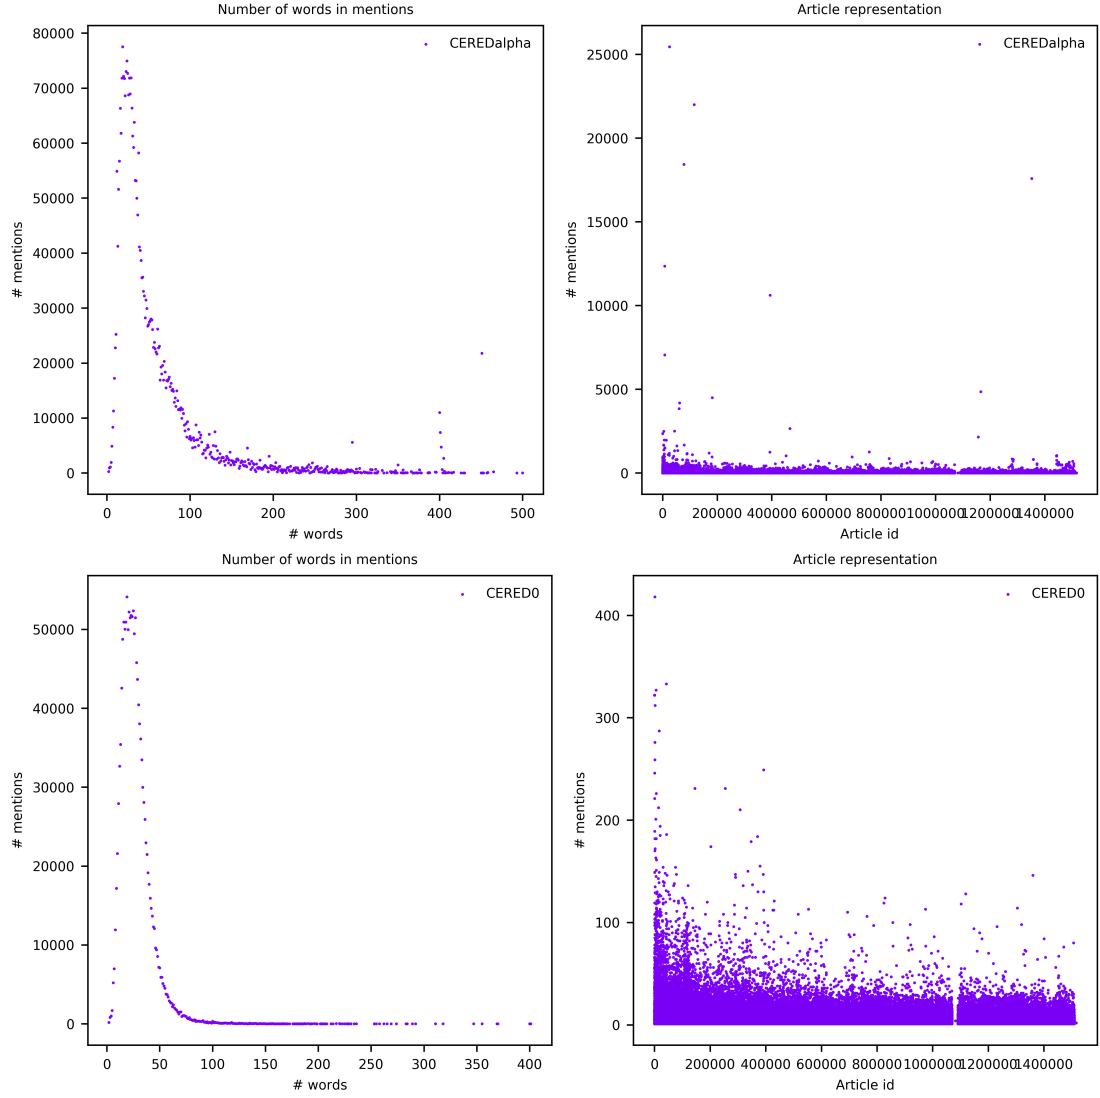 Number of words in mentions
CEREDalpha
# mentions
80000
70000
60000
50000
40000
30000
20000
10000
0
0 100 200 300 400 500
# words
Article representation
CEREDalpha
# mentions
25000
20000
15000
10000
5000
0
0 200000 400000 600000 800000 1000000 1200000 1400000
Article id
Number of words in mentions
CERED0
# mentions
50000
40000
30000
20000
10000
0
0 50 100 150 200 250 300 350 400
# words
Article representation
CERED0
# mentions
400
300
200
100
0
0 200000 400000 600000 800000 1000000 1200000 1400000
Article id